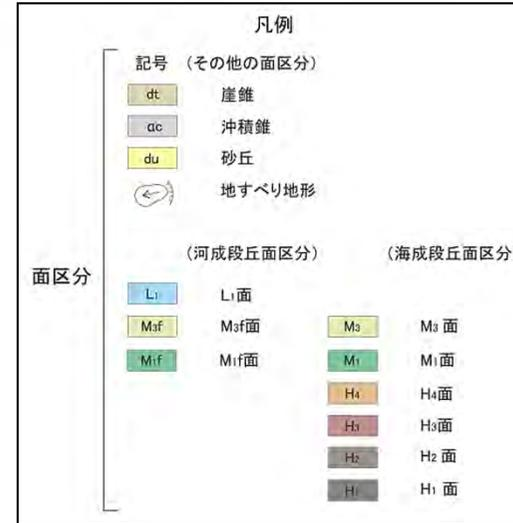 凡例
記号 (その他の面区分)
dt 崖錐
ac 沖積錐
du 砂丘
地すべり地形
面区分
(河成段丘面区分) (海成段丘面区分
L1 L1面
M3f M3f面 M3 M3 面
M1f M1f面 M1 M1面
H4 H4面
H3 H3面
H2 H2 面
H1 H1 面